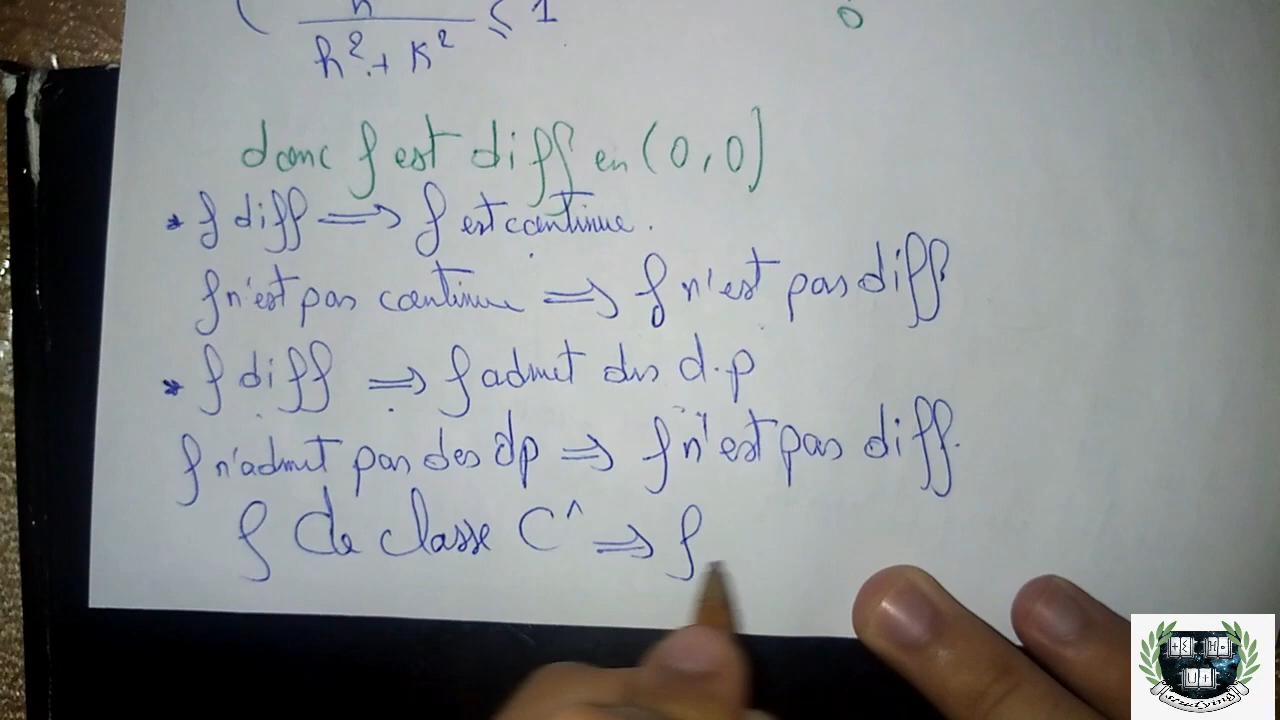 h / h² + k² ≤ 1
0
donc f est diff en (0,0)
* f diff ⟹ f est continue.
f n'est pas continue ⟹ f n'est pas diff
* f diff ⟹ f admet des d.p
f n'admet pas des dp ⟹ f n'est pas diff.
f de classe C¹ ⟹ f